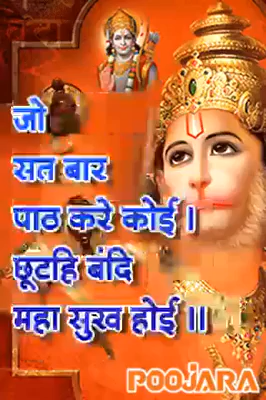 जो
सत बार
पाठ करे कोई।
छूटहि बंदि
महा सुख होई॥
POOJARA